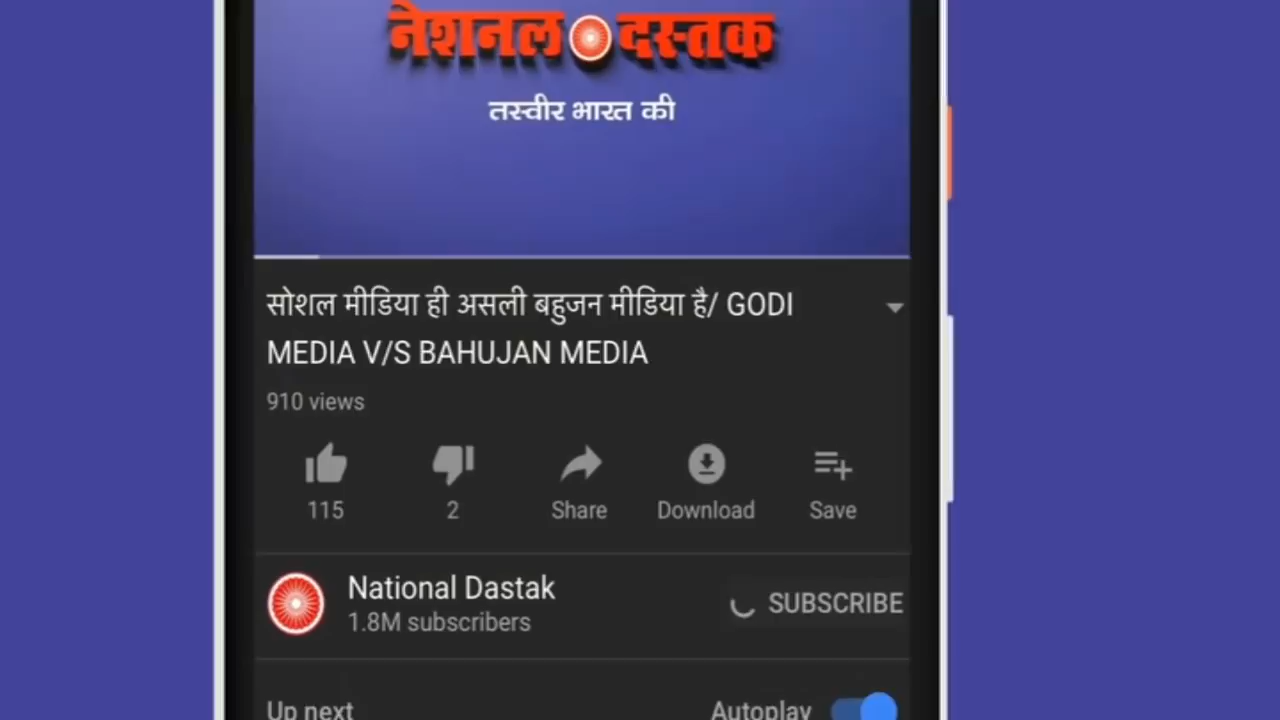 नेशनल दस्तक
तस्वीर भारत की
सोशल मीडिया ही असली बहुजन मीडिया है/ GODI
MEDIA V/S BAHUJAN MEDIA
910 views
115
2
Share
Download
Save
National Dastak
1.8M subscribers
SUBSCRIBE
Up next
Autoplay